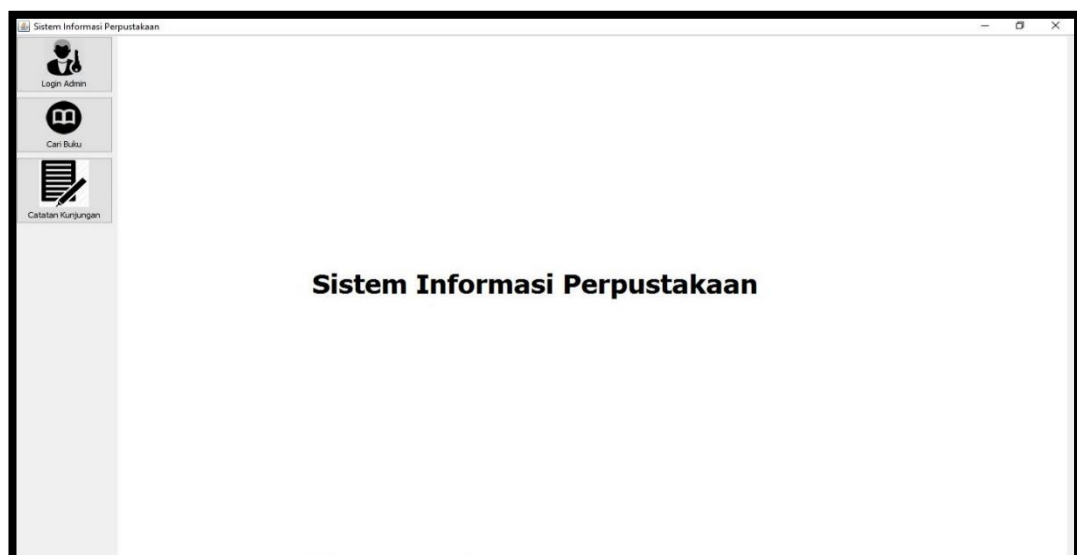 Sistem Informasi Perpustakaan
Login Admin
Cari Buku
Catatan Kunjungan
Sistem Informasi Perpustakaan